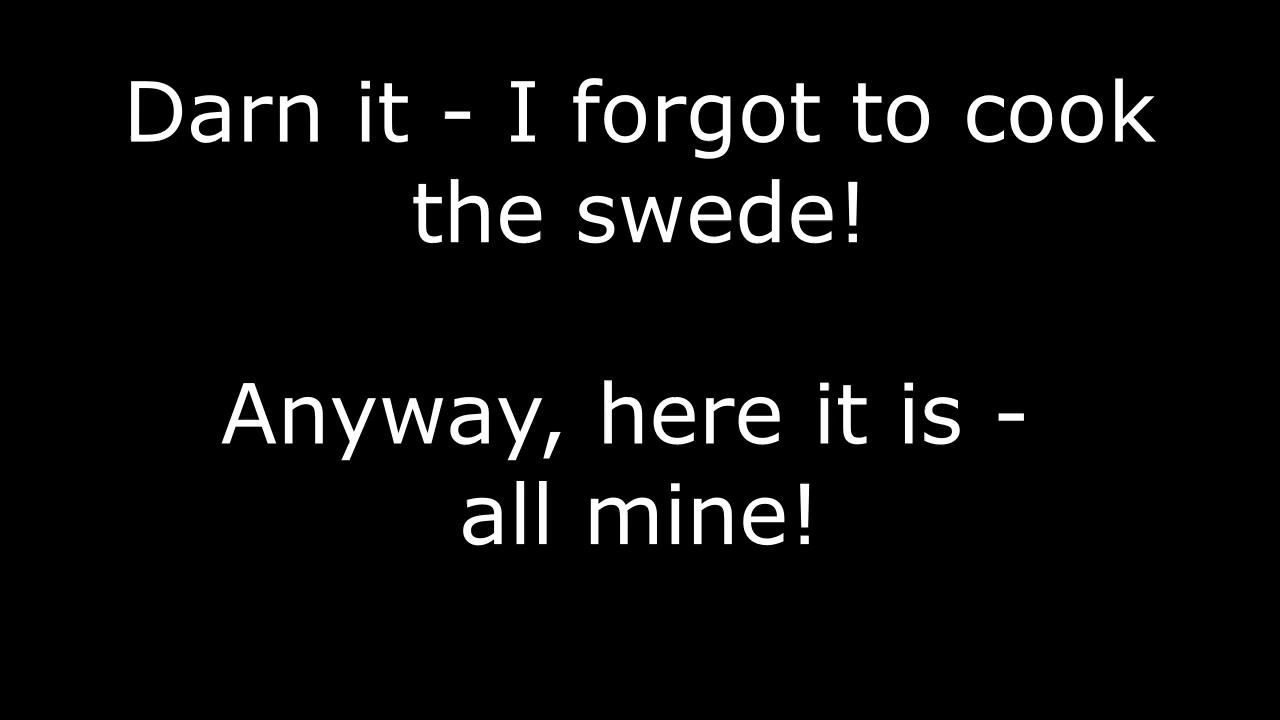 Darn it - I forgot to cook
the swede!
Anyway, here it is -
all mine!